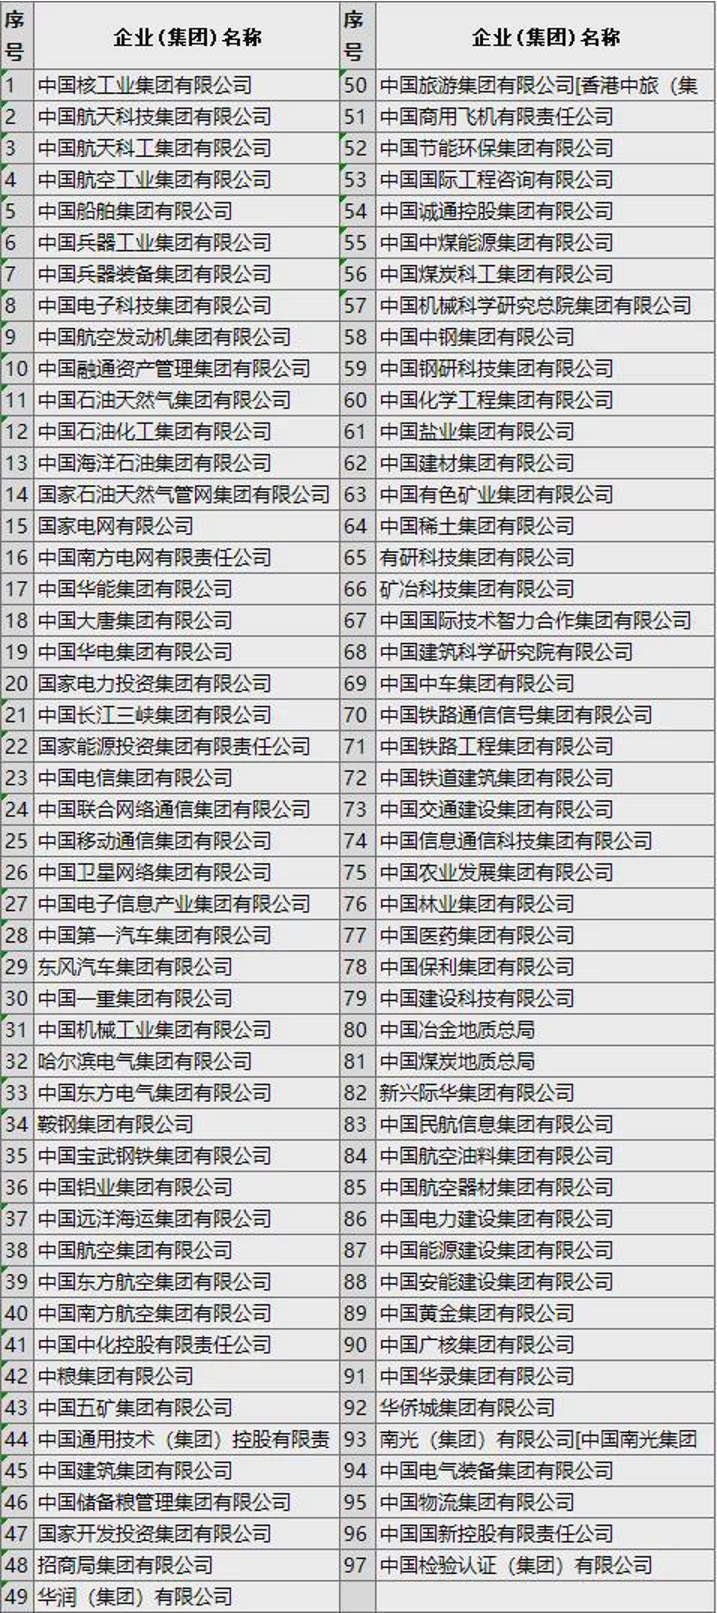 序号 企业(集团)名称 序号 企业(集团)名称
1 中国核工业集团有限公司 50 中国旅游集团有限公司[香港中旅（集
2 中国航天科技集团有限公司 51 中国商用飞机有限责任公司
3 中国航天科工集团有限公司 52 中国节能环保集团有限公司
4 中国航空工业集团有限公司 53 中国国际工程咨询有限公司
5 中国船舶集团有限公司 54 中国诚通控股集团有限公司
6 中国兵器工业集团有限公司 55 中国中煤能源集团有限公司
7 中国兵器装备集团有限公司 56 中国煤炭科工集团有限公司
8 中国电子科技集团有限公司 57 中国机械科学研究总院集团有限公司
9 中国航空发动机集团有限公司 58 中国中钢集团有限公司
10 中国融通资产管理集团有限公司 59 中国钢研科技集团有限公司
11 中国石油天然气集团有限公司 60 中国化学工程集团有限公司
12 中国石油化工集团有限公司 61 中国盐业集团有限公司
13 中国海洋石油集团有限公司 62 中国建材集团有限公司
14 国家石油天然气管网集团有限公司 63 中国有色矿业集团有限公司
15 国家电网有限公司 64 中国稀土集团有限公司
16 中国南方电网有限责任公司 65 有研科技集团有限公司
17 中国华能集团有限公司 66 矿冶科技集团有限公司
18 中国大唐集团有限公司 67 中国国际技术智力合作集团有限公司
19 中国华电集团有限公司 68 中国建筑科学研究院有限公司
20 国家电力投资集团有限公司 69 中国中车集团有限公司
21 中国长江三峡集团有限公司 70 中国铁路通信信号集团有限公司
22 国家能源投资集团有限责任公司 71 中国铁路工程集团有限公司
23 中国电信集团有限公司 72 中国铁道建筑集团有限公司
24 中国联合网络通信集团有限公司 73 中国交通建设集团有限公司
25 中国移动通信集团有限公司 74 中国信息通信科技集团有限公司
26 中国卫星网络集团有限公司 75 中国农业发展集团有限公司
27 中国电子信息产业集团有限公司 76 中国林业集团有限公司
28 中国第一汽车集团有限公司 77 中国医药集团有限公司
29 东风汽车集团有限公司 78 中国保利集团有限公司
30 中国一重集团有限公司 79 中国建设科技有限公司
31 中国机械工业集团有限公司 80 中国冶金地质总局
32 哈尔滨电气集团有限公司 81 中国煤炭地质总局
33 中国东方电气集团有限公司 82 新兴际华集团有限公司
34 鞍钢集团有限公司 83 中国民航信息集团有限公司
35 中国宝武钢铁集团有限公司 84 中国航空油料集团有限公司
36 中国铝业集团有限公司 85 中国航空器材集团有限公司
37 中国远洋海运集团有限公司 86 中国电力建设集团有限公司
38 中国航空集团有限公司 87 中国能源建设集团有限公司
39 中国东方航空集团有限公司 88 中国安能建设集团有限公司
40 中国南方航空集团有限公司 89 中国黄金集团有限公司
41 中国中化控股有限责任公司 90 中国广核集团有限公司
42 中粮集团有限公司 91 中国华录集团有限公司
43 中国五矿集团有限公司 92 华侨城集团有限公司
44 中国通用技术（集团）控股有限责 93 南光（集团）有限公司[中国南光集团
45 中国建筑集团有限公司 94 中国电气装备集团有限公司
46 中国储备粮管理集团有限公司 95 中国物流集团有限公司
47 国家开发投资集团有限公司 96 中国国新控股有限责任公司
48 招商局集团有限公司 97 中国检验认证（集团）有限公司
49 华润（集团）有限公司